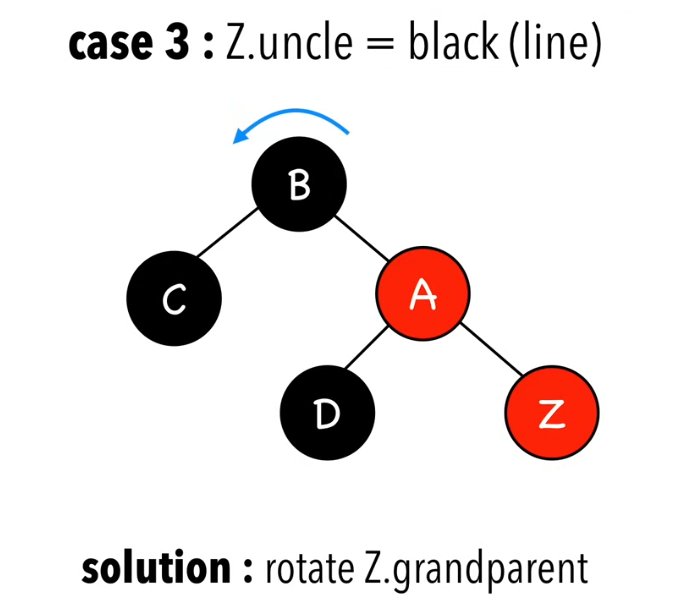 case 3 : Z.uncle = black (line)
B
C
A
D
Z
solution : rotate Z.grandparent